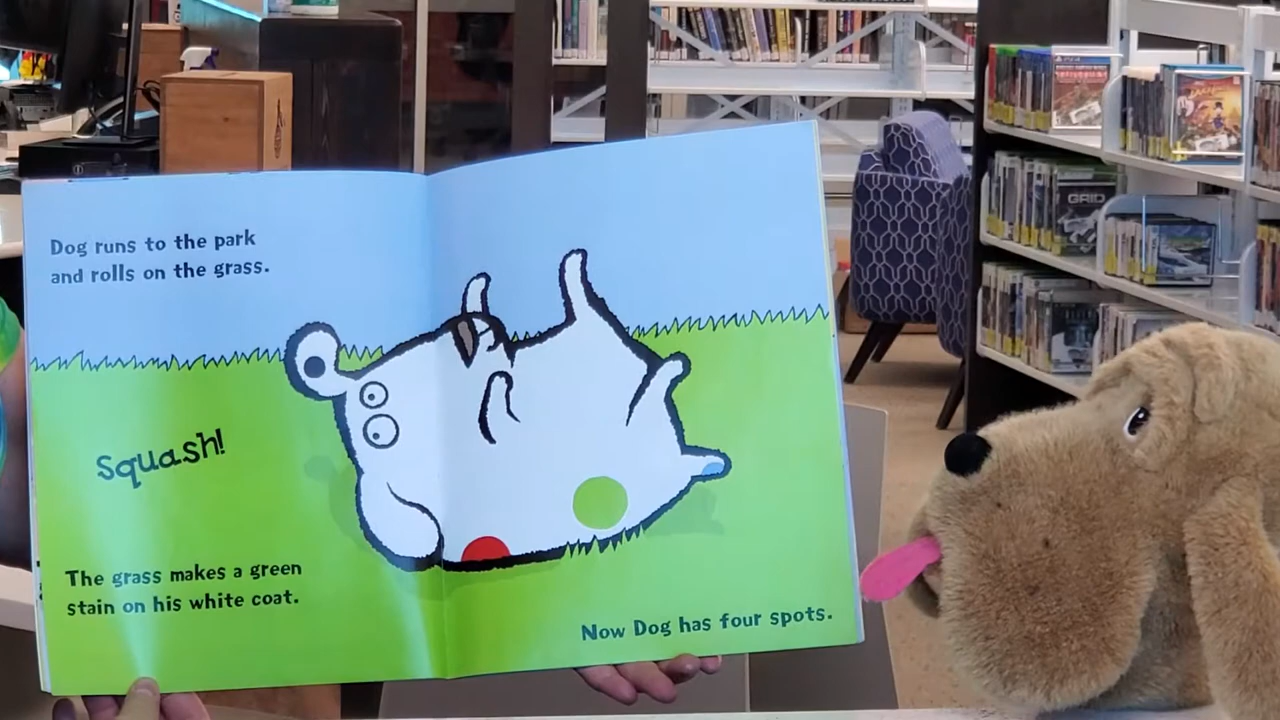 Dog runs to the park
and rolls on the grass.
Squash!
The grass makes a green
stain on his white coat.
Now Dog has four spots.
GRID